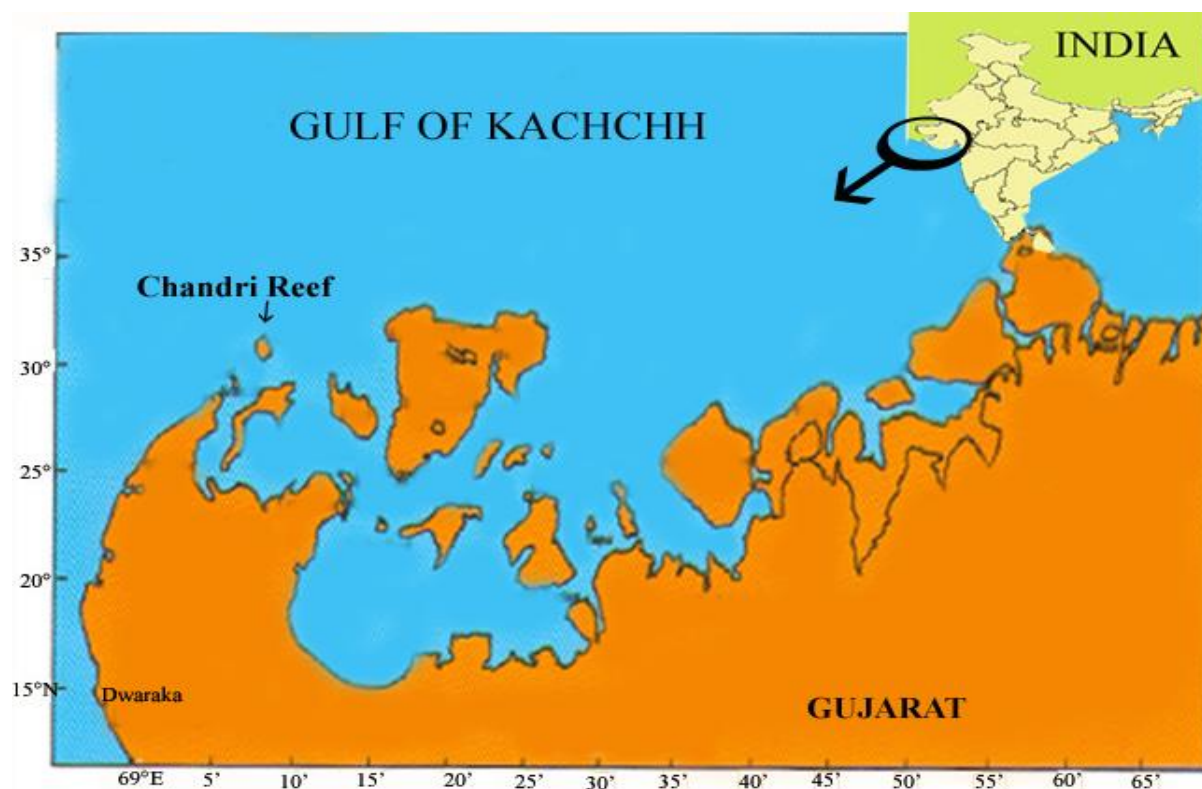 INDIA
GULF OF KACHCHH
35°
Chandri Reef
30°
25°
20°
15°N
Dwaraka
GUJARAT
69°E 5’ 10’ 15’ 20’ 25’ 30’ 35’ 40’ 45’ 50’ 55’ 60’ 65’